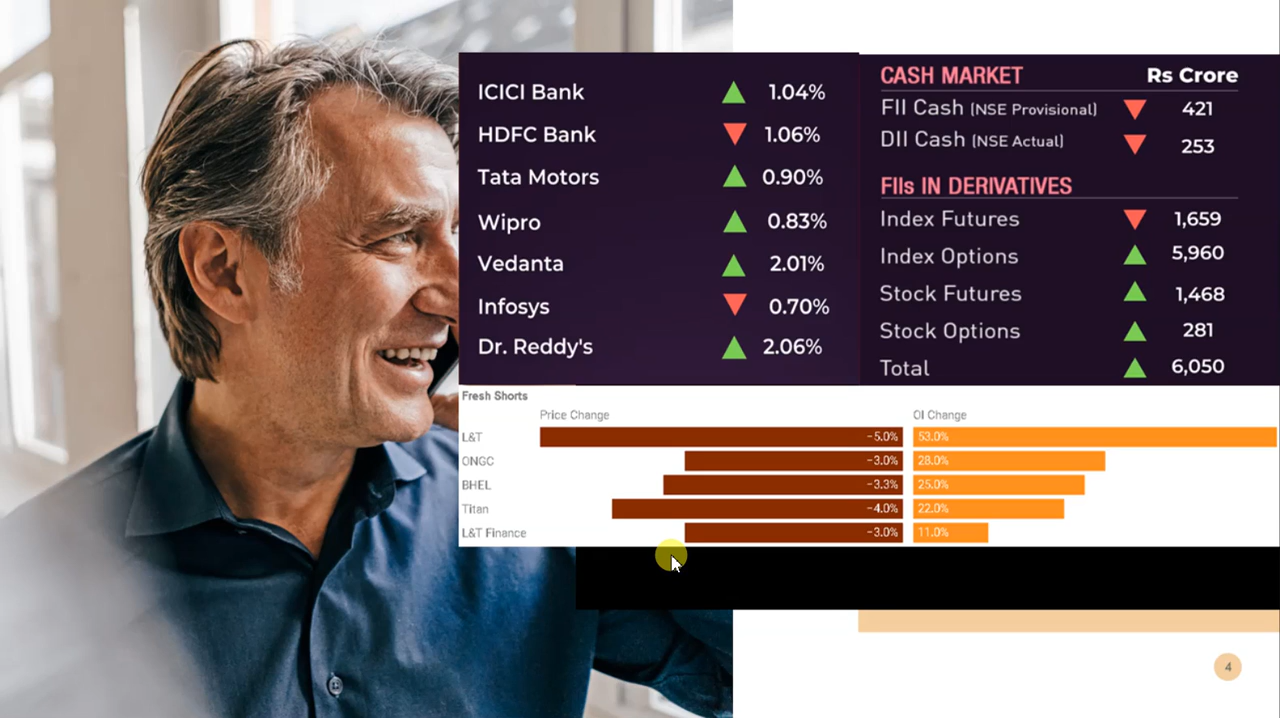 ICICI Bank 1.04%
HDFC Bank 1.06%
Tata Motors 0.90%
Wipro 0.83%
Vedanta 2.01%
Infosys 0.70%
Dr. Reddy's 2.06%
CASH MARKET Rs Crore
FII Cash (NSE Provisional) 421
DII Cash (NSE Actual) 253
FIIs IN DERIVATIVES
Index Futures 1,659
Index Options 5,960
Stock Futures 1,468
Stock Options 281
Total 6,050
Fresh Shorts
Price Change OI Change
L&T -5.0% 53.0%
ONGC -3.0% 28.0%
BHEL -3.3% 25.0%
Titan -4.0% 22.0%
L&T Finance -3.0% 11.0%
4